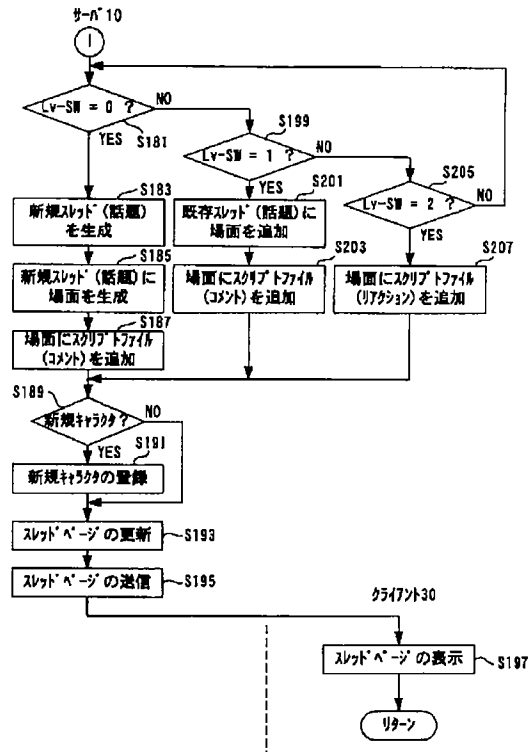 サーバ10
I
Lv-SW = 0 ?
NO
S181
YES
S199
Lv-SW = 1 ?
NO
YES
S205
Lv-SW = 2 ?
NO
YES
S183
新規スレッド(話題)
を生成
S201
既存スレッド(話題)に
場面を追加
S185
新規スレッド(話題)に
場面を生成
S203
場面にスクリプトファイル
(コメント)を追加
S207
場面にスクリプトファイル
(リアクション)を追加
S187
場面にスクリプトファイル
(コメント)を追加
S189
新規キャラクタ?
NO
YES
S191
新規キャラクタの登録
スレッドページの更新
S193
スレッドページの送信
S195
クライアント30
スレッドページの表示
S197
リターン